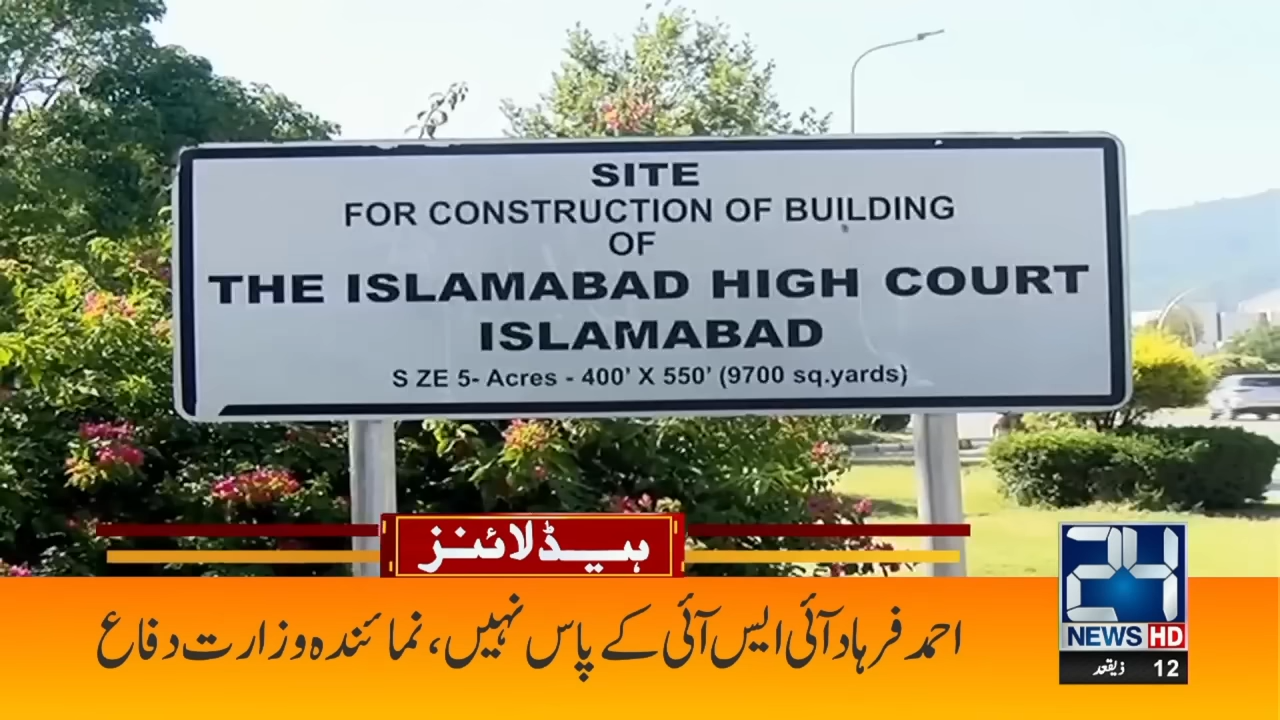 SITE
FOR CONSTRUCTION OF BUILDING
OF
THE ISLAMABAD HIGH COURT
ISLAMABAD
S ZE 5- Acres - 400' X 550' (9700 sq.yards)
ہیڈلائنز
احمد فرہاد آئی ایس آئی کے پاس نہیں، نمائندہ وزارت دفاع
24
NEWS HD
12 ذیقعد